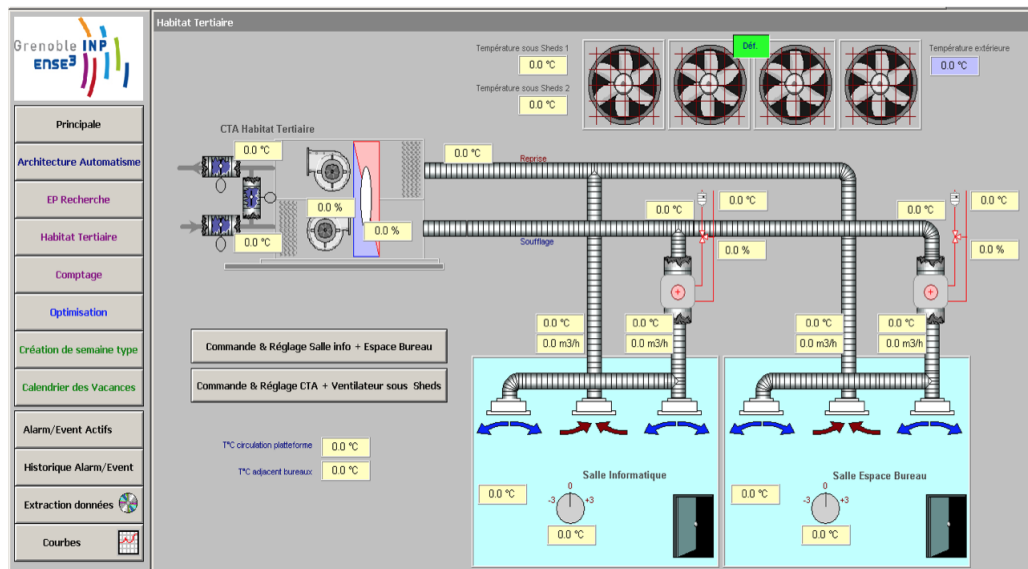 Grenoble INP
ENSE3
Principale
Architecture Automatisme
EP Recherche
Habitat Tertiaire
Comptage
Optimisation
Création de semaine type
Calendrier des Vacances
Alarm/Event Actifs
Historique Alarm/Event
Extraction données
Courbes
Habitat Tertiaire
Température sous Sheds 1
0.0 °C
Température sous Sheds 2
0.0 °C
Déf.
Température extérieure
0.0 °C
CTA Habitat Tertiaire
0.0 °C
0.0 °C
Reprise
0.0 %
0.0 %
0.0 °C
Soufflage
0.0 °C
0.0 °C
0.0 %
0.0 °C
0.0 °C
0.0 %
0.0 °C
0.0 m3/h
0.0 °C
0.0 m3/h
0.0 °C
0.0 m3/h
0.0 °C
0.0 m3/h
Commande & Réglage Salle info + Espace Bureau
Commande & Réglage CTA + Ventilateur sous Sheds
T°C circulation platteforme
0.0 °C
T°C adjacent bureaux
0.0 °C
Salle Informatique
0.0 °C
0
-3
+3
0.0 °C
Salle Espace Bureau
0.0 °C
0
-3
+3
0.0 °C